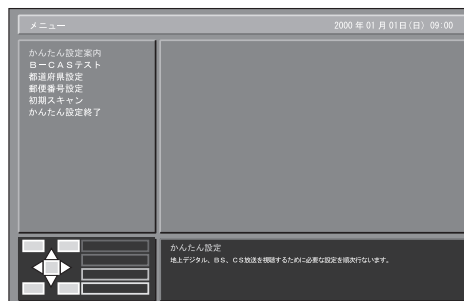 メニュー
2000 年 01 月 01日(日) 09:00
かんたん設定案内
B-CASテスト
都道府県設定
郵便番号設定
初期スキャン
かんたん設定終了
かんたん設定
地上デジタル、BS、CS放送を視聴するために必要な設定を順次行ないます。